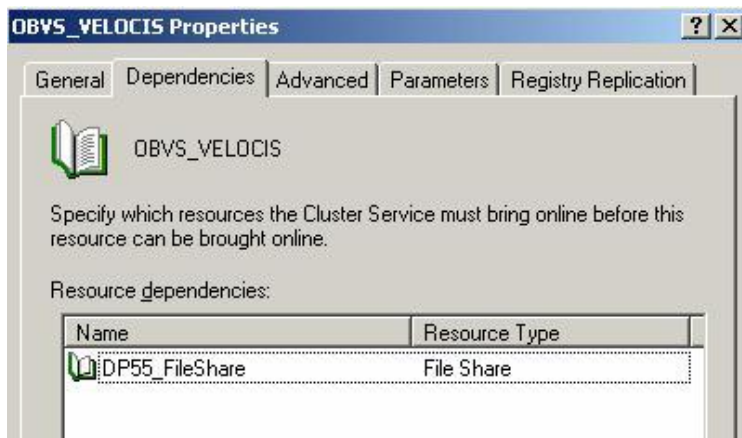 OBVS_VELOCIS Properties
General Dependencies Advanced Parameters Registry Replication
OBVS_VELOCIS
Specify which resources the Cluster Service must bring online before this
resource can be brought online.
Resource dependencies:
Name Resource Type
DP55_FileShare File Share